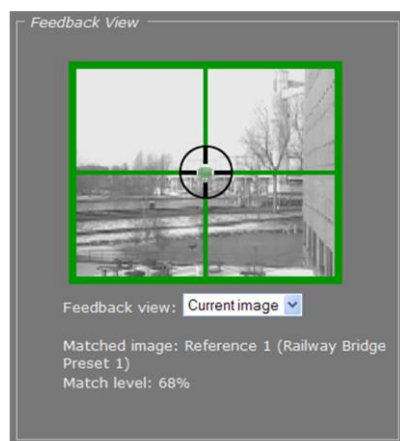 Feedback View
Feedback view: Current image
Matched image: Reference 1 (Railway Bridge
Preset 1)
Match level: 68%